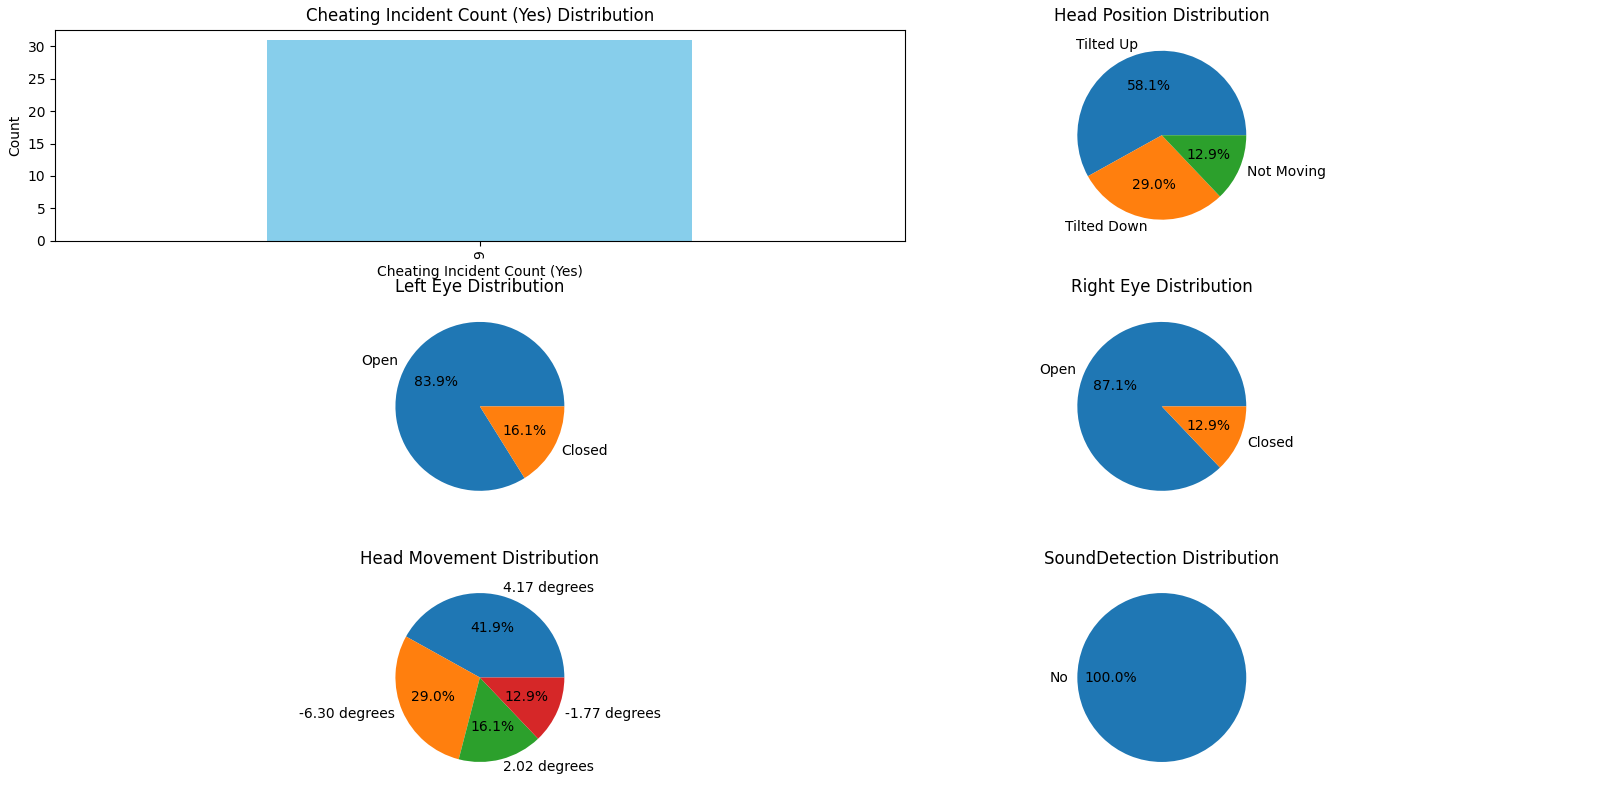 Cheating Incident Count (Yes) Distribution
30
25
20
15
10
5
0
Count
9
Cheating Incident Count (Yes)
Head Position Distribution
Tilted Up
58.1%
12.9%
Not Moving
29.0%
Tilted Down
Left Eye Distribution
Open
83.9%
16.1%
Closed
Right Eye Distribution
Open
87.1%
12.9%
Closed
Head Movement Distribution
4.17 degrees
41.9%
29.0%
12.9%
-6.30 degrees
-1.77 degrees
16.1%
2.02 degrees
SoundDetection Distribution
No
100.0%